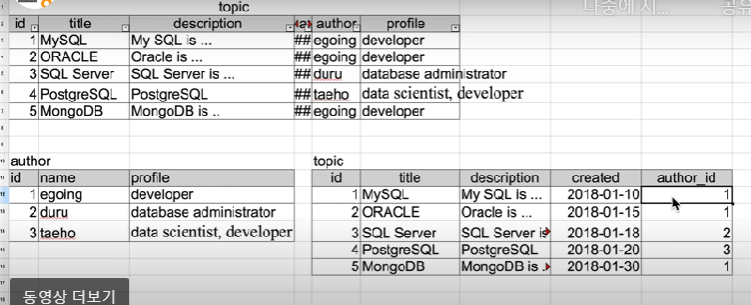 나중에 시...
공유
topic
id title description author profile
1 MySQL My SQL is ... ## egoing developer
2 ORACLE Oracle is ... ## egoing developer
3 SQL Server SQL Server is ... ## duru database administrator
4 PostgreSQL PostgreSQL ## taeho data scientist, developer
5 MongoDB MongoDB is .. ## egoing developer
author
id name profile
1 egoing developer
2 duru database administrator
3 taeho data scientist, developer
topic
id title description created author_id
1 MySQL My SQL is ... 2018-01-10 1
2 ORACLE Oracle is ... 2018-01-15 1
3 SQL Server SQL Server is 2018-01-18 2
4 PostgreSQL PostgreSQL 2018-01-20 3
5 MongoDB MongoDB is . 2018-01-30 1
동영상 더보기